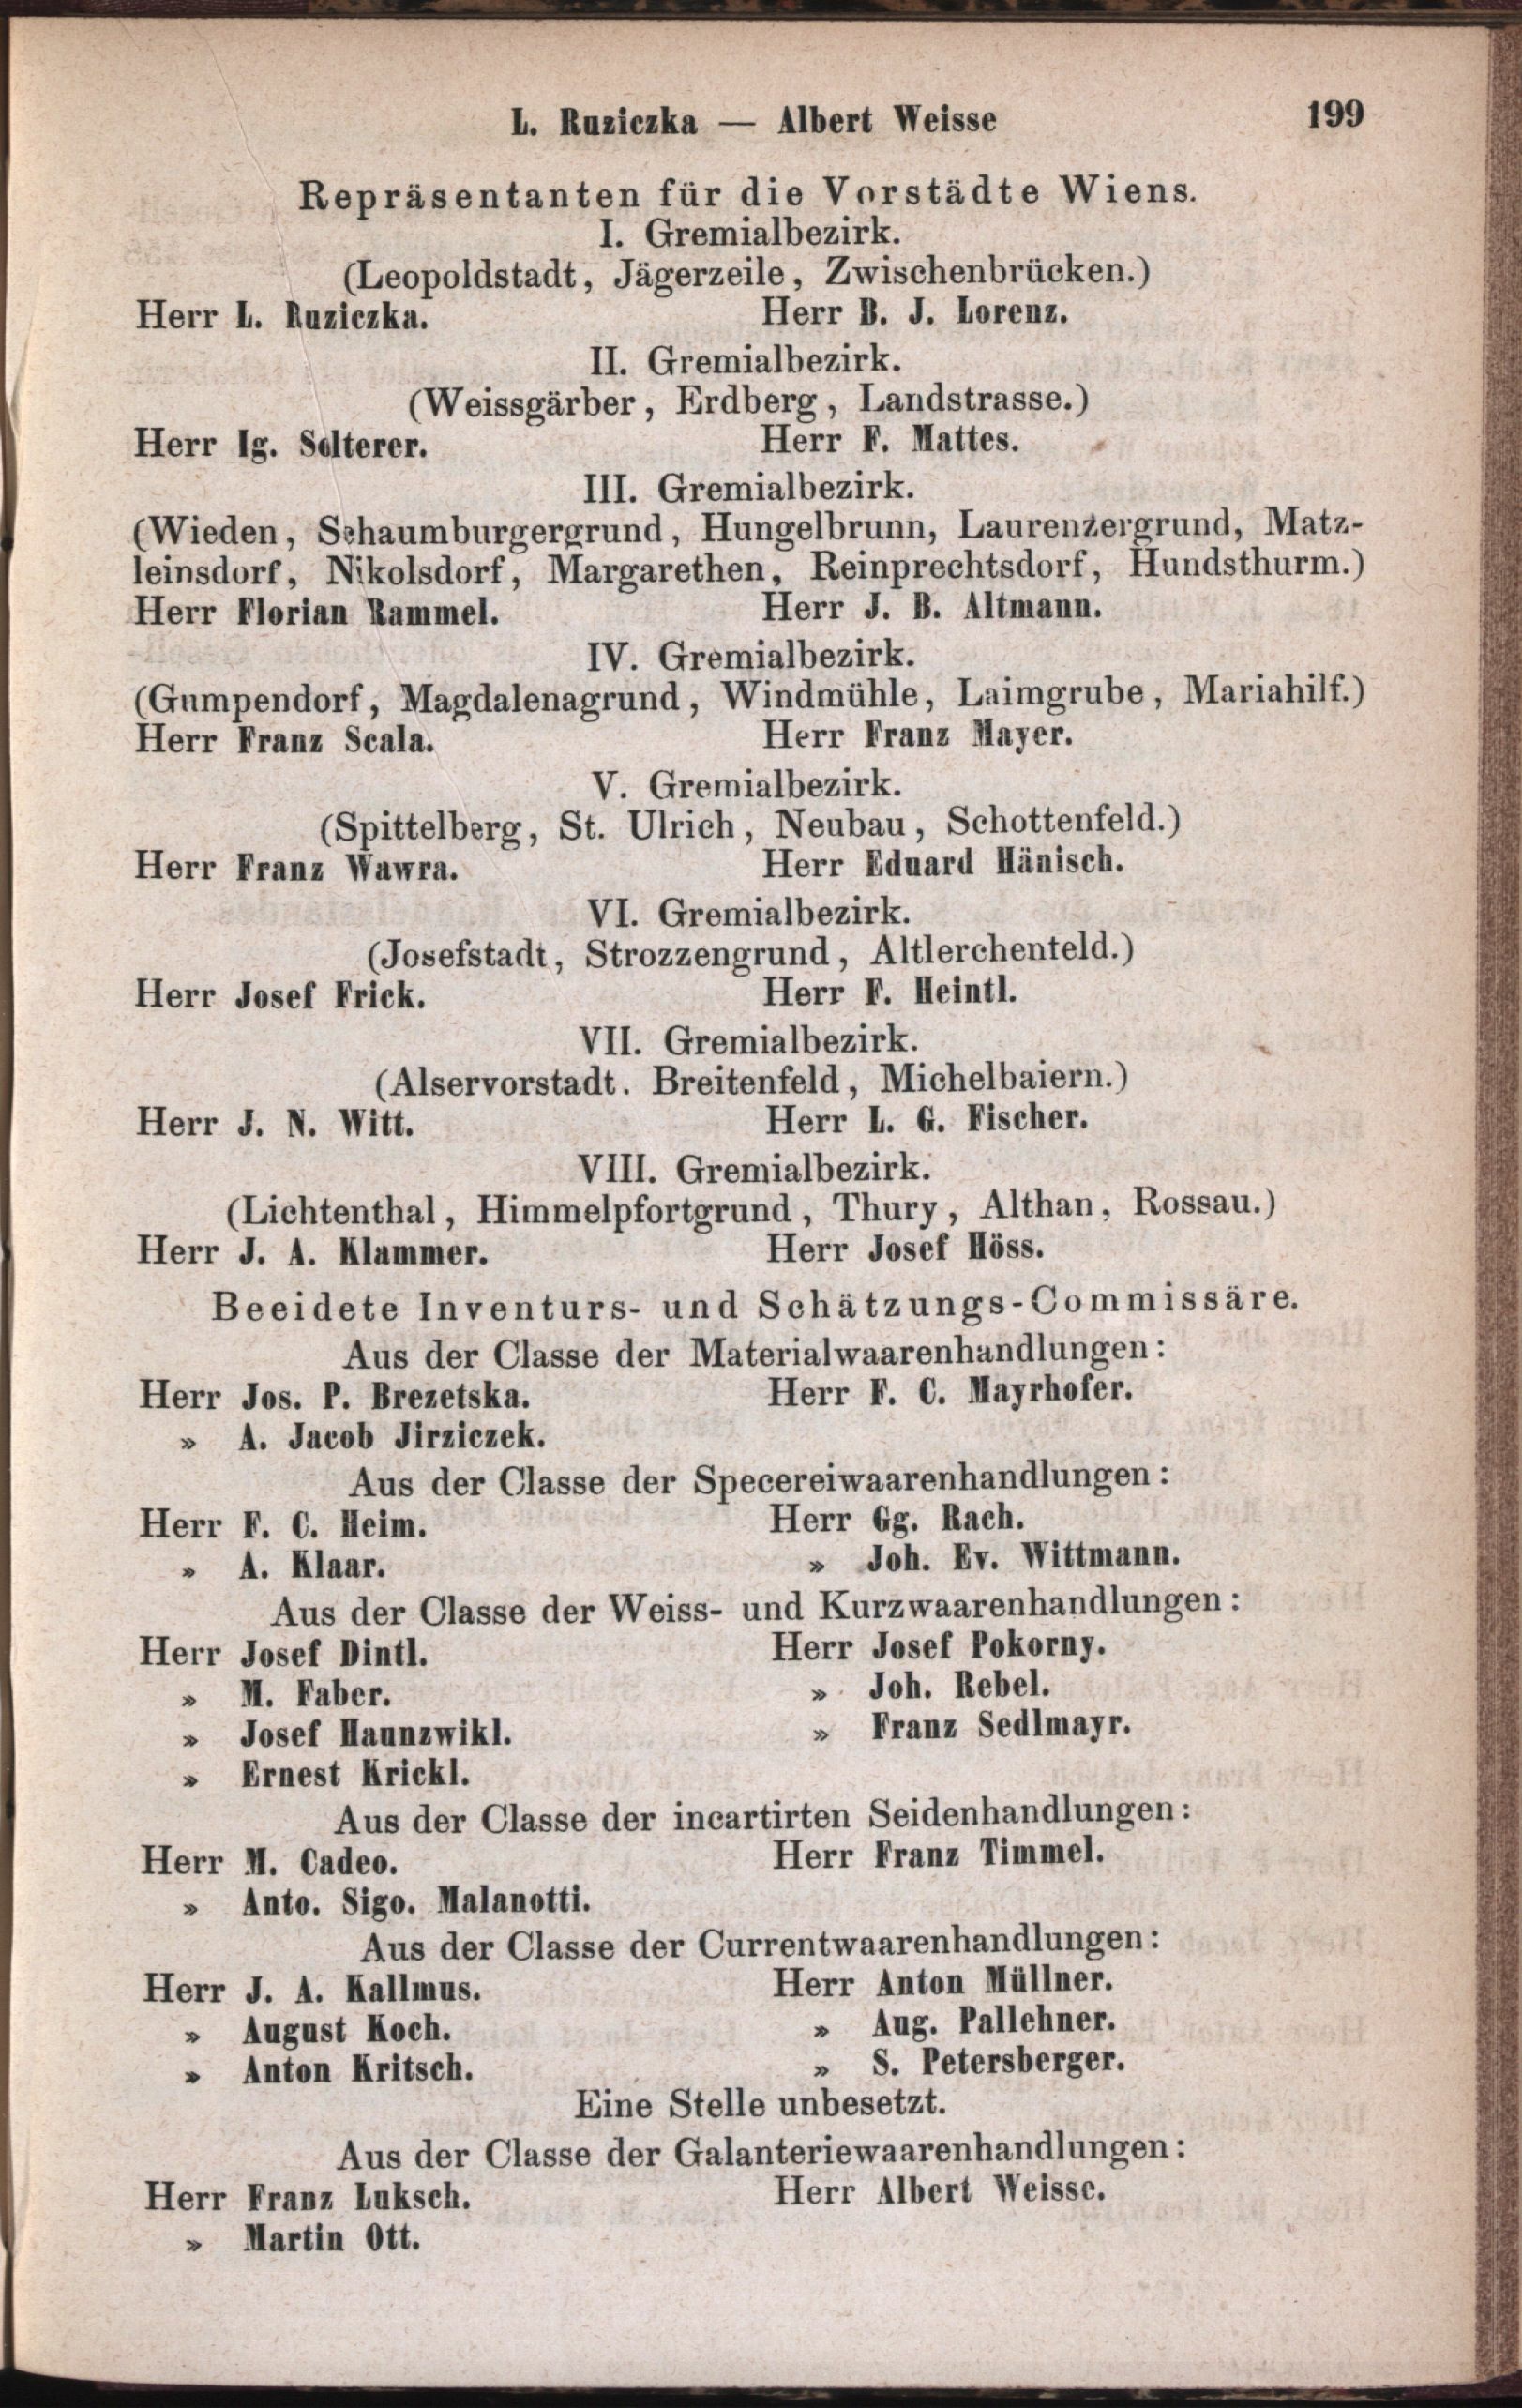 L. Ruziczka — Albert Weisse 199
Repräsentanten für die Vorstädte Wiens.
I. Gremialbezirk.
(Leopoldstadt, Jägerzeile, Zwischenbrücken.)
Herr L. Ruziczka. Herr B. J. Lorenz.
II. Gremialbezirk.
(Weissgärber, Erdberg, Landstrasse.)
Herr Ig. Solterer. Herr F. Mattes.
III. Gremialbezirk.
(Wieden, Schaumburgergrund, Hungelbrunn, Laurenzergrund, Matz-
leinsdorf, Nikolsdorf, Margarethen, Reinprechtsdorf, Hundsthurm.)
Herr Florian Rammel. Herr J. B. Altmann.
IV. Gremialbezirk.
(Gumpendorf, Magdalenagrund, Windmühle, Laimgrube, Mariahilf.)
Herr Franz Scala. Herr Franz Mayer.
V. Gremialbezirk.
(Spittelberg, St. Ulrich, Neubau, Schottenfeld.)
Herr Franz Wawra. Herr Eduard Hänisch.
VI. Gremialbezirk.
(Josefstadt, Strozzengrund, Altlerchenfeld.)
Herr Josef Frick. Herr F. Heintl.
VII. Gremialbezirk.
(Alservorstadt. Breitenfeld, Michelbaiern.)
Herr J. N. Witt. Herr L. G. Fischer.
VIII. Gremialbezirk.
(Lichtenthal, Himmelpfortgrund, Thury, Althan, Rossau.)
Herr J. A. Klammer. Herr Josef Höss.
Beeidete Inventurs- und Schätzungs-Commissäre.
Aus der Classe der Materialwaarenhandlungen:
Herr Jos. P. Brezetska. Herr F. C. Mayrhofer.
» A. Jacob Jirziczek.
Aus der Classe der Specereiwaarenhandlungen:
Herr F. C. Heim. Herr Gg. Rach.
» A. Klaar. » Joh. Ev. Wittmann.
Aus der Classe der Weiss- und Kurzwaarenhandlungen:
Herr Josef Dintl. Herr Josef Pokorny.
» M. Faber. » Joh. Rebel.
» Josef Haunzwikl. » Franz Sedlmayr.
» Ernest Krickl.
Aus der Classe der incartirten Seidenhandlungen:
Herr M. Cadeo. Herr Franz Timmel.
» Anto. Sigo. Malanotti.
Aus der Classe der Currentwaarenhandlungen:
Herr J. A. Kallmus. Herr Anton Müllner.
» August Koch. » Aug. Pallehner.
» Anton Kritsch. » S. Petersberger.
Eine Stelle unbesetzt.
Aus der Classe der Galanteriewaarenhandlungen:
Herr Franz Luksch. Herr Albert Weisse.
» Martin Ott.